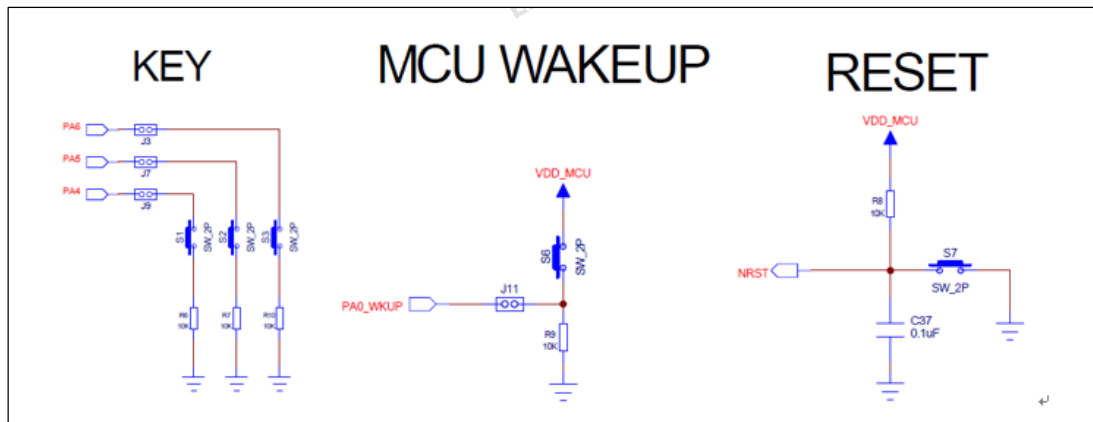 KEY
PA6
J3
PA5
J7
PA4
J9
S1
SW_2P
S2
SW_2P
S3
SW_2P
R6
10K
R7
10K
R10
10K
MCU WAKEUP
VDD_MCU
S6
SW_2P
J11
PA0_WKUP
R9
10K
RESET
VDD_MCU
R8
10K
NRST
S7
SW_2P
C37
0.1uF